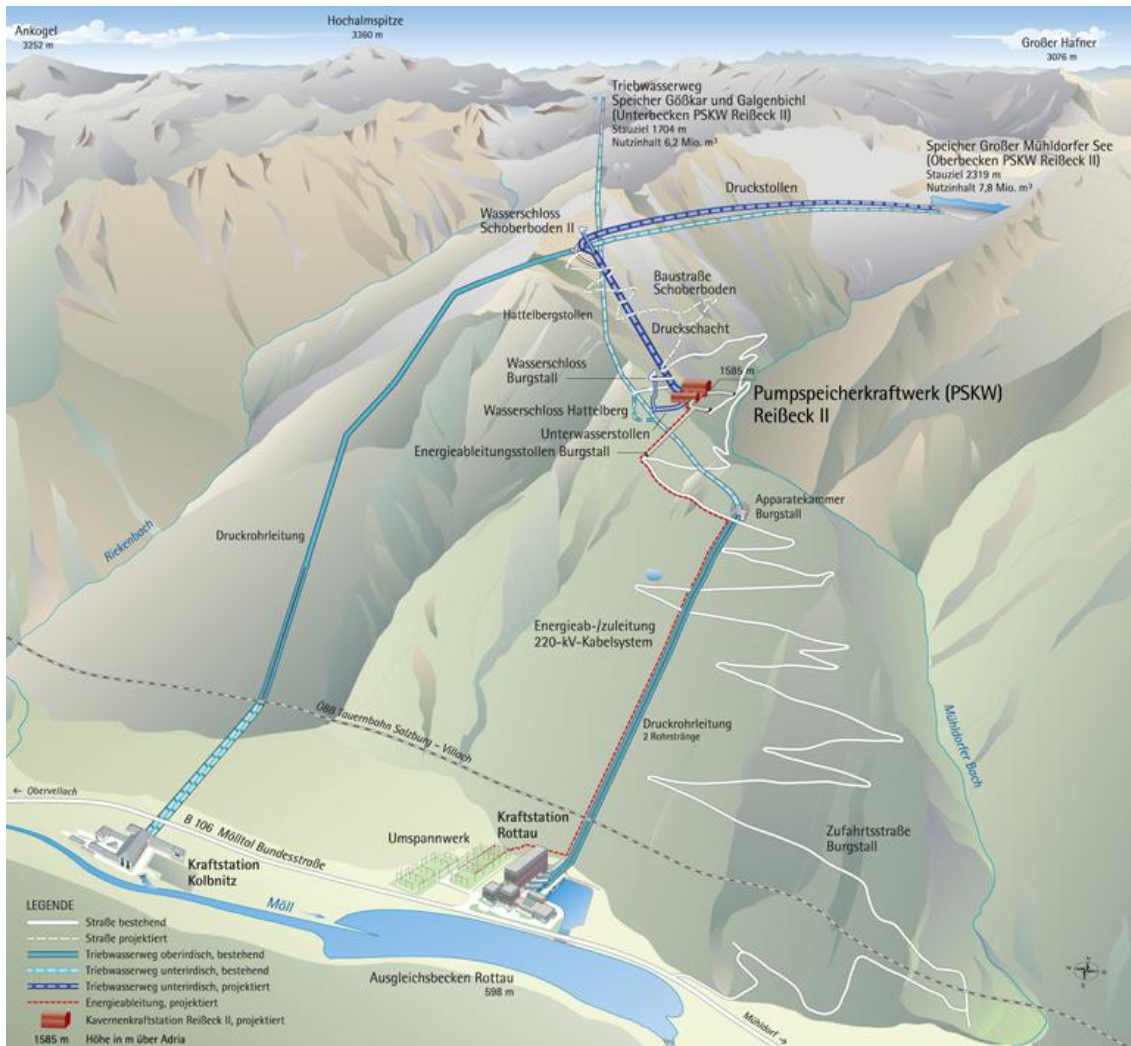 Ankogel
3252 m
Hochalmspitze
3360 m
Großer Hafner
3076 m
Triebwasserweg
Speicher Gößkar und Galgenbichl
(Unterbecken PSKW Reißeck II)
Stauziel 1704 m
Nutzinhalt 6,2 Mio. m³
Speicher Großer Mühldorfer See
(Oberbecken PSKW Reißeck II)
Stauziel 2319 m
Nutzinhalt 7,8 Mio. m³
Druckstollen
Wasserschloss
Schoberboden II
Baustraße
Schoberboden
Hattelbergstollen
Druckschacht
Wasserschloss
Burgstall
1585 m
Pumpspeicherkraftwerk (PSKW)
Reißeck II
Wasserschloss Hattelberg
Unterwasserstollen
Energieableitungsstollen Burgstall
Apparatekammer
Burgstall
Druckrohrleitung
Riekenbach
Energieab-/zuleitung
220-kV-Kabelsystem
ÖBB Tauernbahn Salzburg - Villach
Druckrohrleitung
2 Rohrstränge
Mühldorfer Bach
← Obervellach
B 106 Mölltal Bundesstraße
Umspannwerk
Kraftstation
Rottau
Zufahrtsstraße
Burgstall
Kraftstation
Kolbnitz
Möll
Ausgleichsbecken Rottau
598 m
Mühldorf →
LEGENDE
Straße bestehend
Straße projektiert
Triebwasserweg oberirdisch, bestehend
Triebwasserweg unterirdisch, bestehend
Triebwasserweg unterirdisch, projektiert
Energieableitung, projektiert
Kavernenkraftstation Reißeck II, projektiert
1585 m Höhe in m über Adria